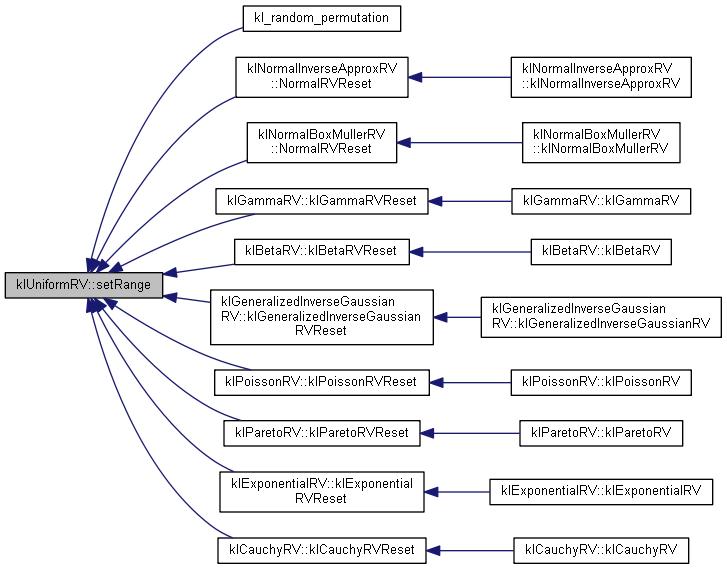 kl_random_permutation
klNormalInverseApproxRV
::NormalRVReset
klNormalInverseApproxRV
::klNormalInverseApproxRV
klNormalBoxMullerRV
::NormalRVReset
klNormalBoxMullerRV
::klNormalBoxMullerRV
klGammaRV::klGammaRVReset
klGammaRV::klGammaRV
klBetaRV::klBetaRVReset
klBetaRV::klBetaRV
klUniformRV::setRange
klGeneralizedInverseGaussian
RV::klGeneralizedInverseGaussian
RVReset
klGeneralizedInverseGaussian
RV::klGeneralizedInverseGaussianRV
klPoissonRV::klPoissonRVReset
klPoissonRV::klPoissonRV
klParetoRV::klParetoRVReset
klParetoRV::klParetoRV
klExponentialRV::klExponential
RVReset
klExponentialRV::klExponentialRV
klCauchyRV::klCauchyRVReset
klCauchyRV::klCauchyRV